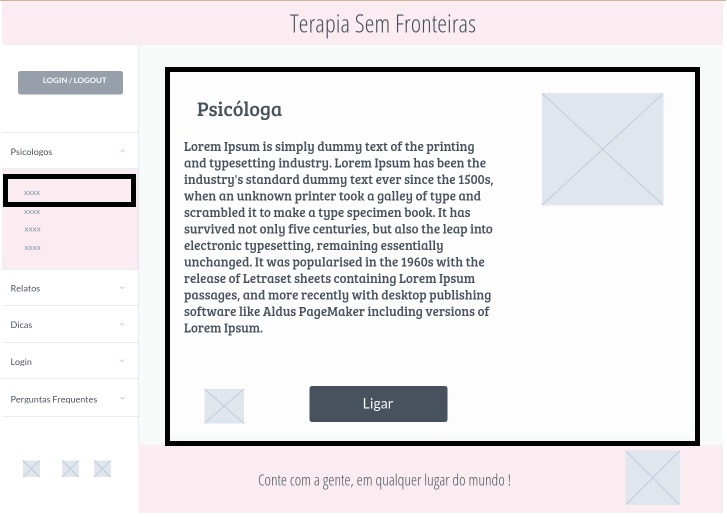 Terapia Sem Fronteiras
LOGIN / LOGOUT
Psicologos
xxxx
xxxx
xxxx
xxxx
Relatos
Dicas
Login
Perguntas Frequentes
Psicóloga
Lorem Ipsum is simply dummy text of the printing
and typesetting industry. Lorem Ipsum has been the
industry's standard dummy text ever since the 1500s,
when an unknown printer took a galley of type and
scrambled it to make a type specimen book. It has
survived not only five centuries, but also the leap into
electronic typesetting, remaining essentially
unchanged. It was popularised in the 1960s with the
release of Letraset sheets containing Lorem Ipsum
passages, and more recently with desktop publishing
software like Aldus PageMaker including versions of
Lorem Ipsum.
Ligar
Conte com a gente, em qualquer lugar do mundo !